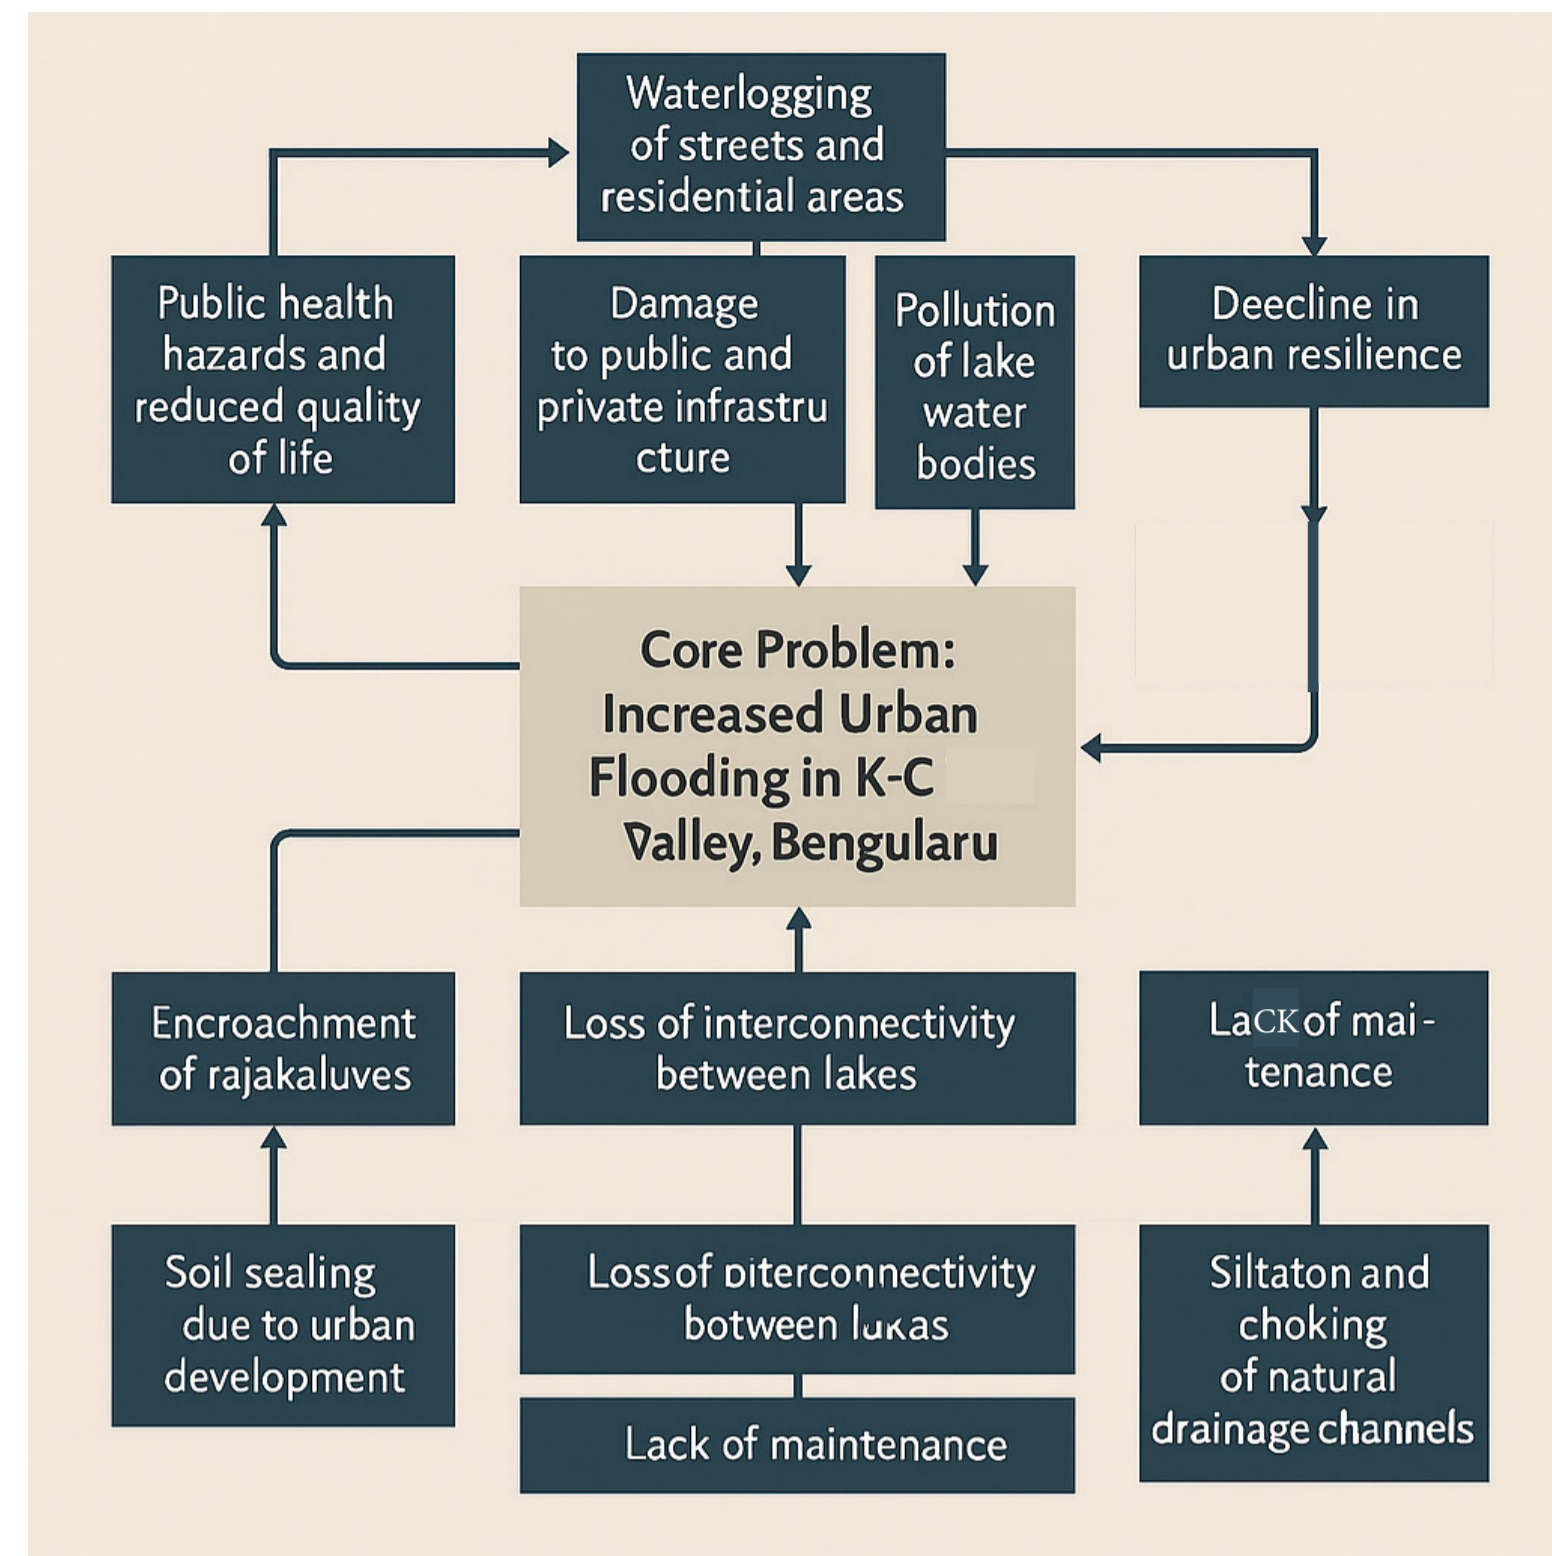 Waterlogging
of streets and
residential areas
Public health
hazards and
reduced quality
of life
Damage
to public and
private infrastru
cture
Pollution
of lake
water
bodies
Deecline in
urban resilience
Core Problem:
Increased Urban
Flooding in K-C
Valley, Bengularu
Encroachment
of rajakaluves
Loss of interconnectivity
between lakes
LaCK of mai-
tenance
Soil sealing
due to urban
development
Loss of piterconnectivity
botween lukas
Siltaton and
choking
of natural
drainage channels
Lack of maintenance